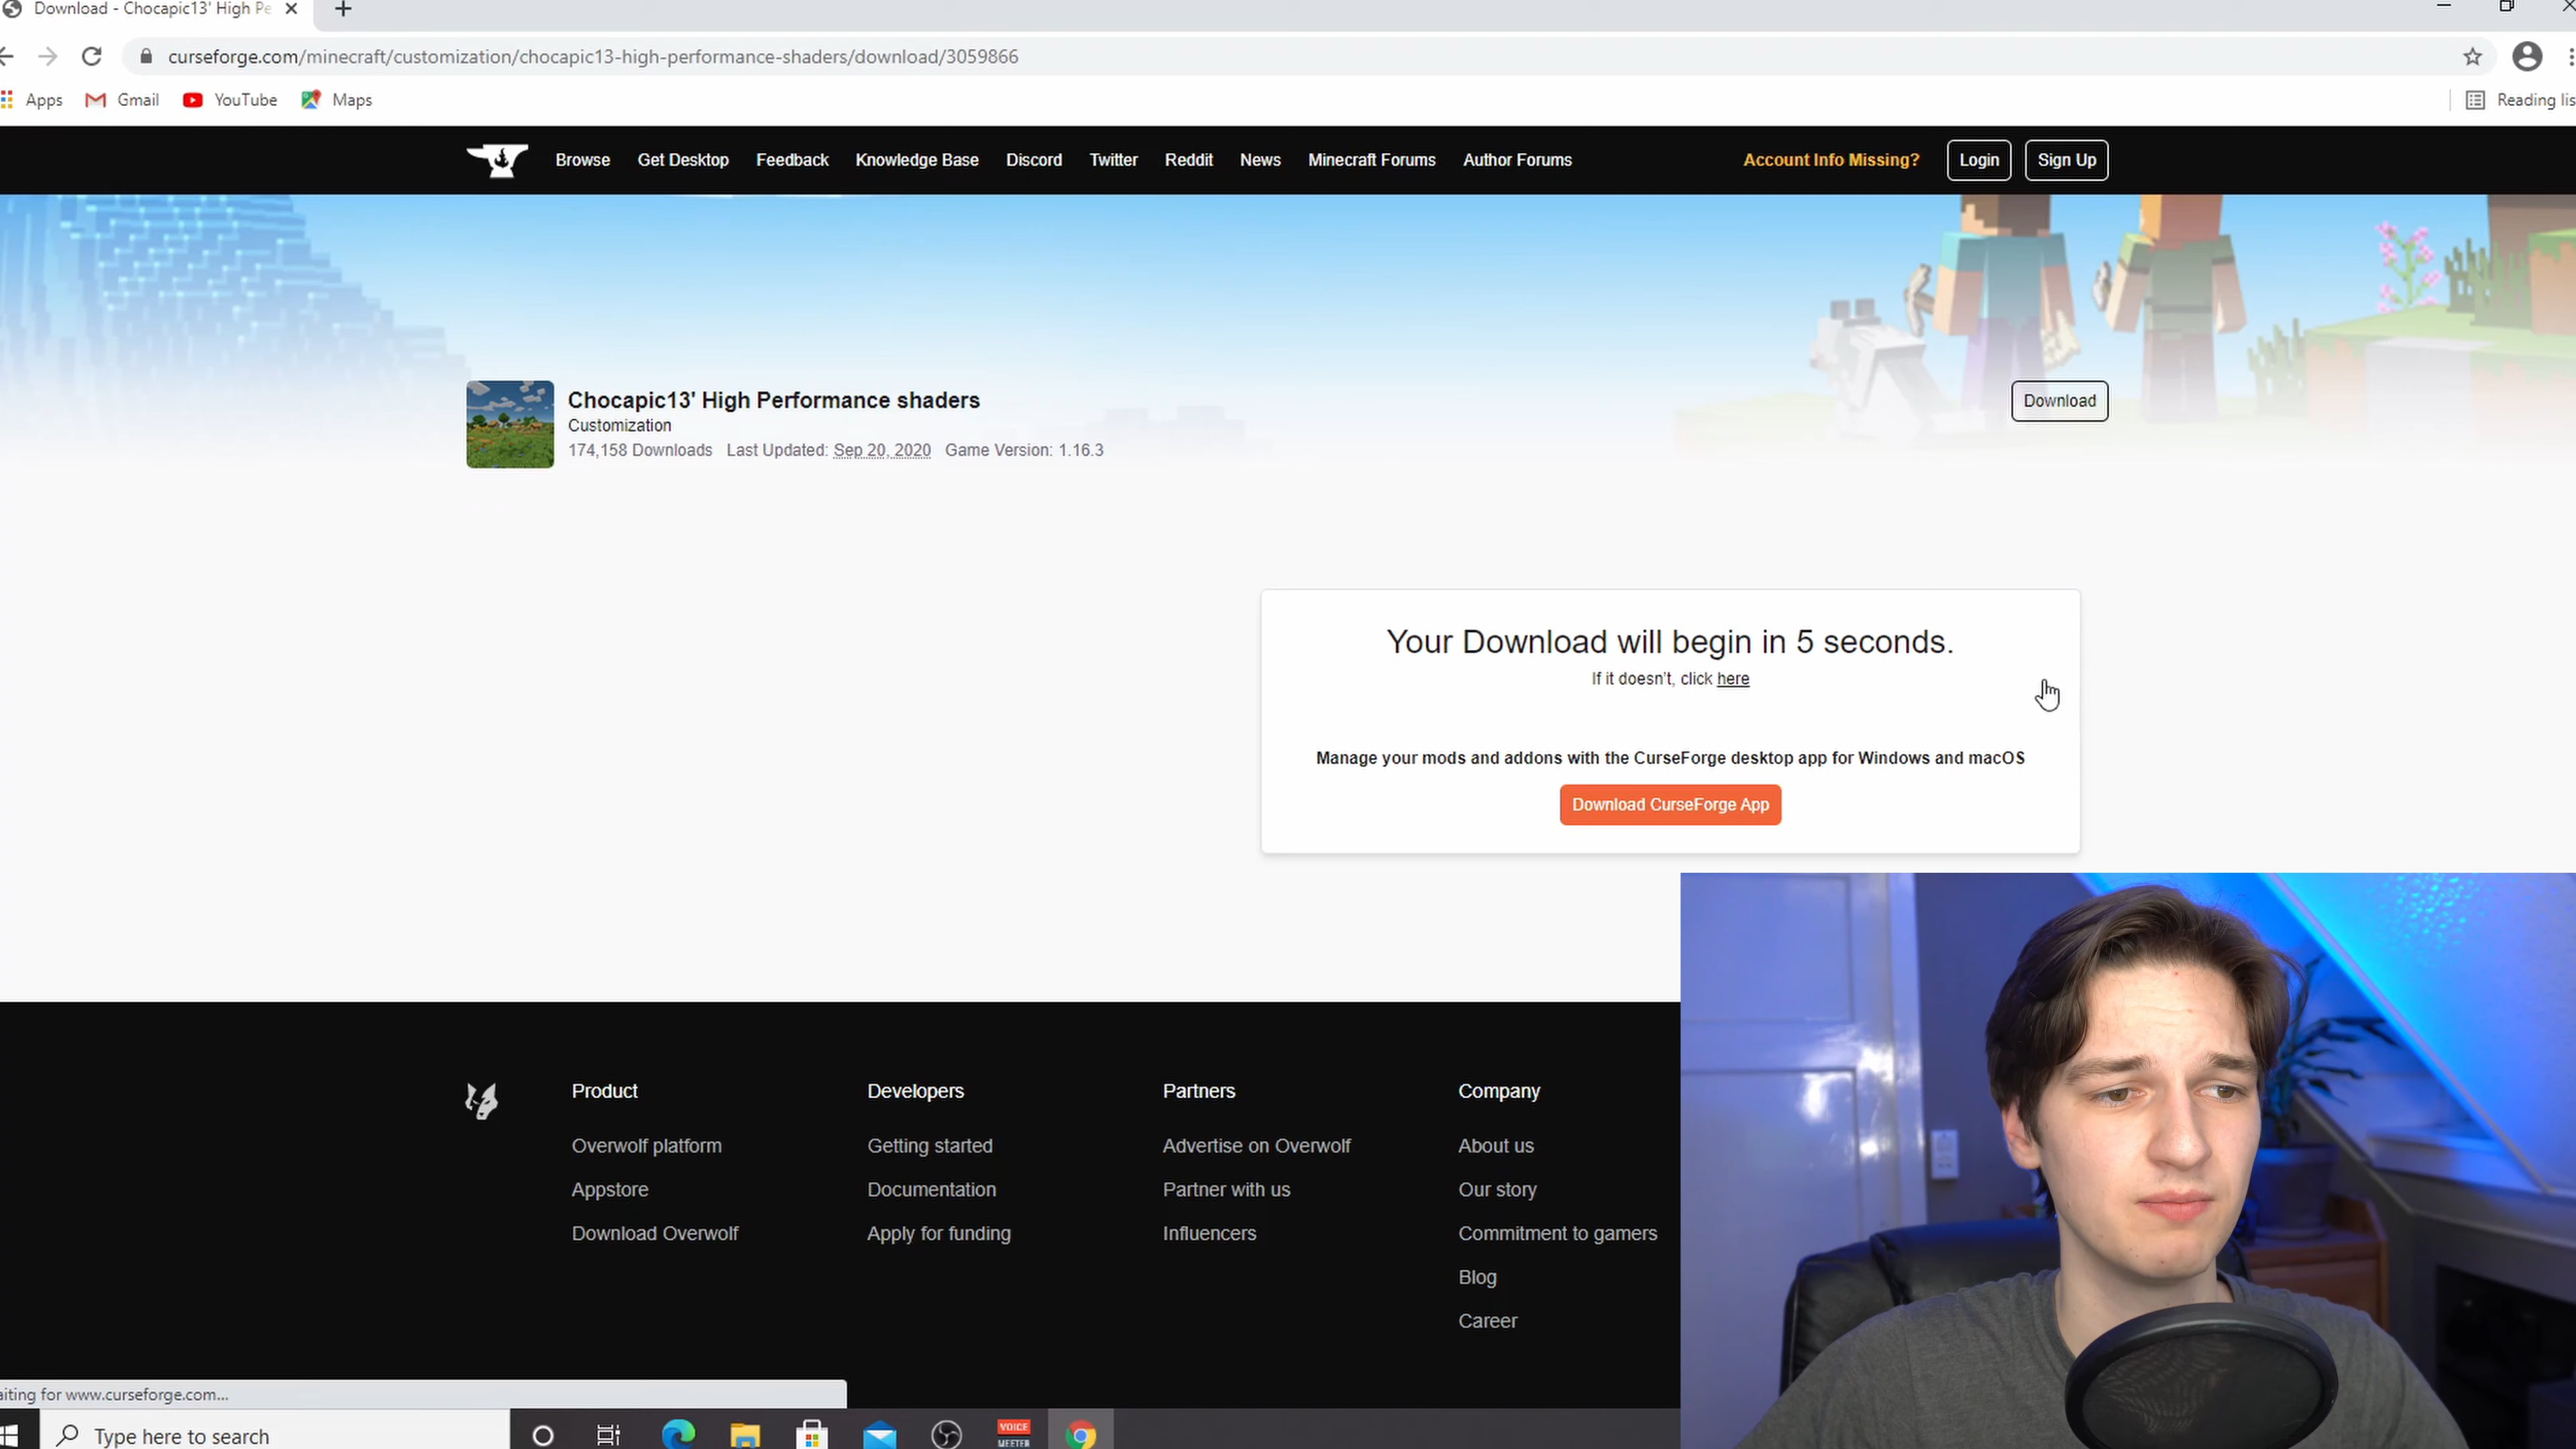 Download - Chocapic13' High Pe
curseforge.com/minecraft/customization/chocapic13-high-performance-shaders/download/3059866
Apps Gmail YouTube Maps Reading lis
Browse Get Desktop Feedback Knowledge Base Discord Twitter Reddit News Minecraft Forums Author Forums Account Info Missing? Login Sign Up
Chocapic13' High Performance shaders
Download
Customization
174,158 Downloads Last Updated: Sep 20, 2020 Game Version: 1.16.3
Your Download will begin in 5 seconds.
If it doesn't, click here
Manage your mods and addons with the CurseForge desktop app for Windows and macOS
Download CurseForge App
Product Developers Partners Company
Overwolf platform Getting started Advertise on Overwolf About us
Appstore Documentation Partner with us Our story
Download Overwolf Apply for funding Influencers Commitment to gamers
Blog
Career
aiting for www.curseforge.com...
Type here to search
VOICE
MEETER